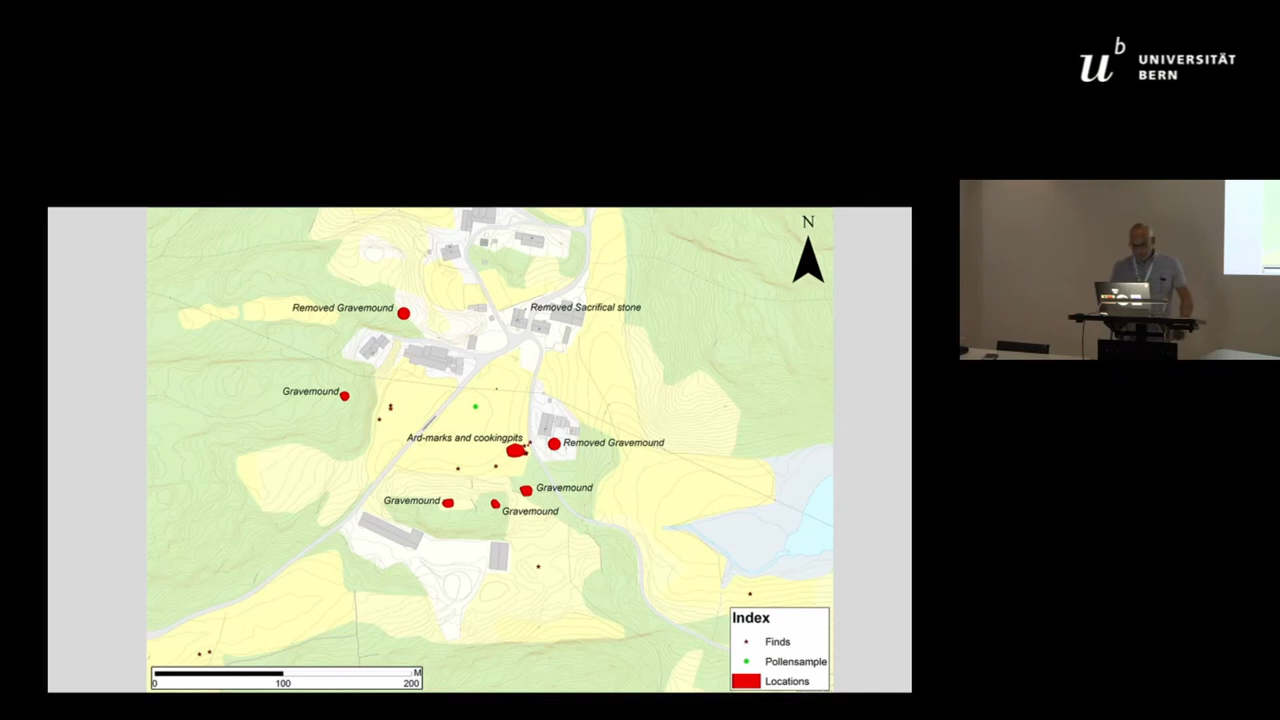 u^b
UNIVERSITÄT
BERN
N
Removed Gravemound
Removed Sacrifical stone
Gravemound
Ard-marks and cookingpits
Removed Gravemound
Gravemound
Gravemound
Gravemound
Index
Finds
Pollensample
Locations
M
0 100 200